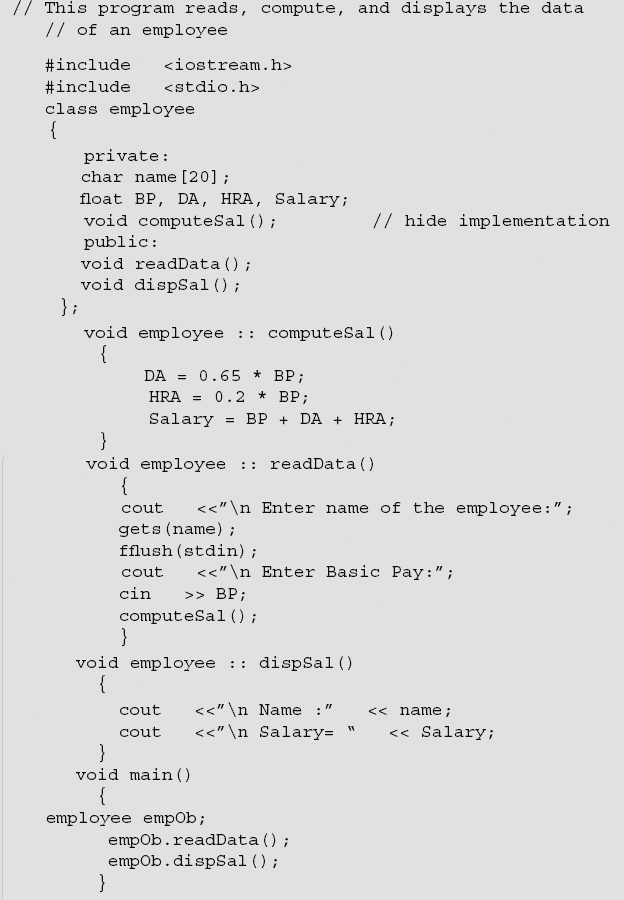 // This program reads, compute, and displays the data
// of an employee
#include <iostream.h>
#include <stdio.h>
class employee
{
private:
char name[20];
float BP, DA, HRA, Salary;
void computeSal(); // hide implementation
public:
void readData();
void dispSal();
};
void employee :: computeSal()
{
DA = 0.65 * BP;
HRA = 0.2 * BP;
Salary = BP + DA + HRA;
}
void employee :: readData()
{
cout <<”\n Enter name of the employee:”;
gets(name);
fflush(stdin);
cout <<”\n Enter Basic Pay:”;
cin >> BP;
computeSal();
}
void employee :: dispSal()
{
cout <<”\n Name :” << name;
cout <<”\n Salary= “ << Salary;
}
void main()
{
employee empOb;
empOb.readData();
empOb.dispSal();
}